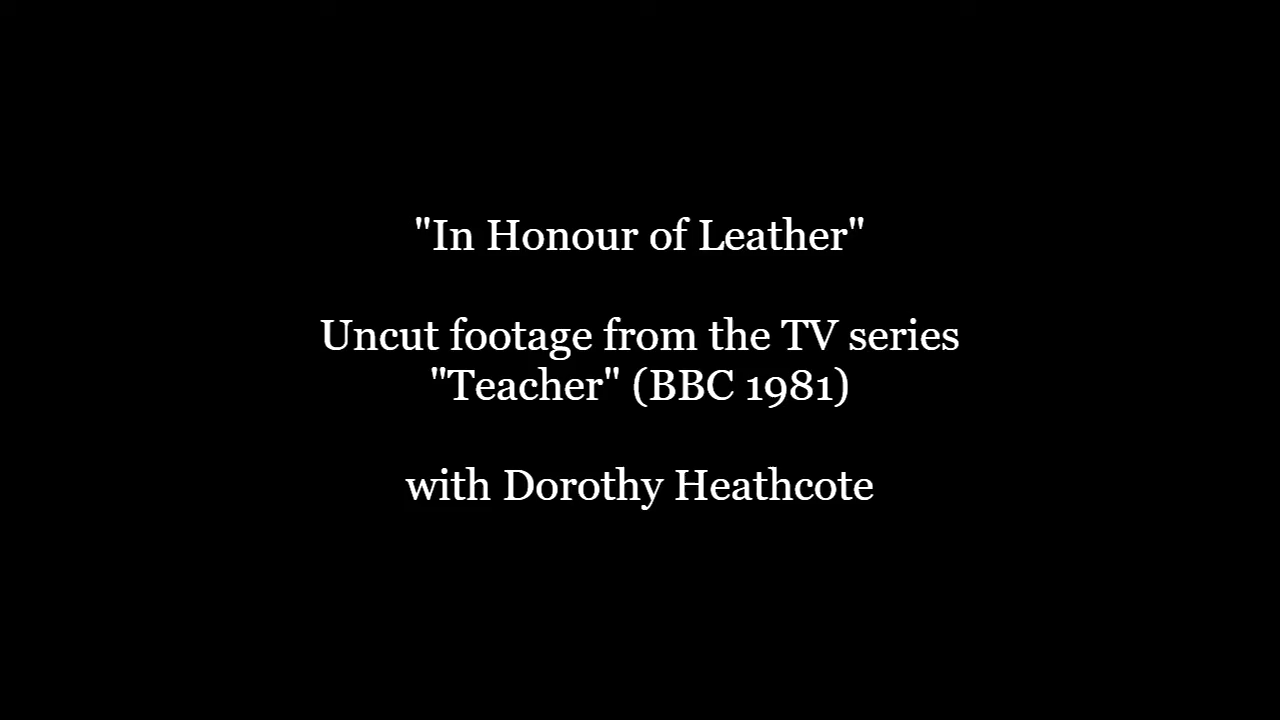 "In Honour of Leather"
Uncut footage from the TV series
"Teacher" (BBC 1981)
with Dorothy Heathcote